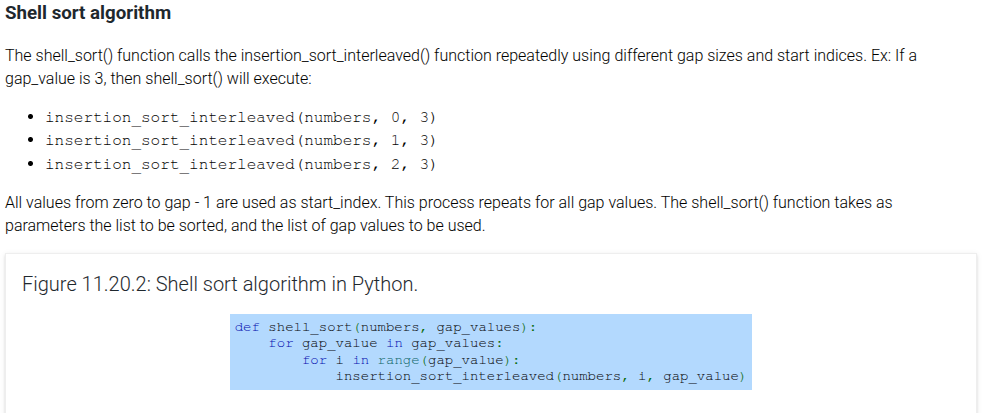 Shell sort algorithm
The shell_sort() function calls the insertion_sort_interleaved() function repeatedly using different gap sizes and start indices. Ex: If a
gap_value is 3, then shell_sort() will execute:
• insertion_sort_interleaved(numbers, 0, 3)
• insertion_sort_interleaved(numbers, 1, 3)
• insertion_sort_interleaved(numbers, 2, 3)
All values from zero to gap - 1 are used as start_index. This process repeats for all gap values. The shell_sort() function takes as
parameters the list to be sorted, and the list of gap values to be used.
Figure 11.20.2: Shell sort algorithm in Python.
def shell_sort(numbers, gap_values):
    for gap_value in gap_values:
        for i in range(gap_value):
            insertion_sort_interleaved(numbers, i, gap_value)